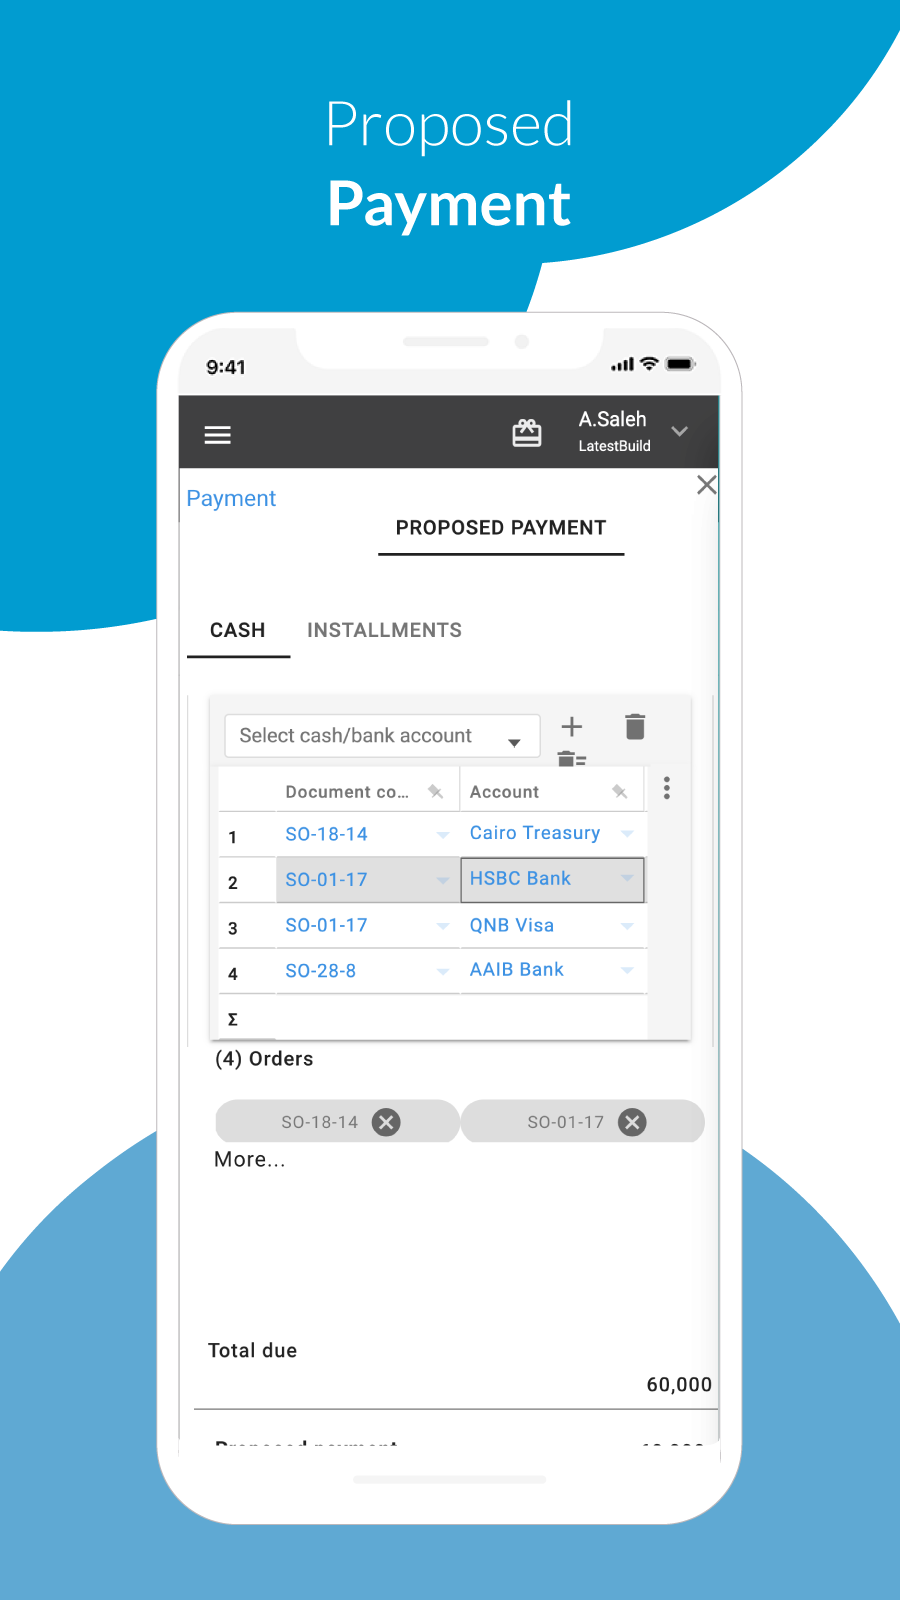 Proposed
Payment
9:41
A.Saleh
LatestBuild
Payment
PROPOSED PAYMENT
CASH INSTALLMENTS
Select cash/bank account
Document co... Account
1 SO-18-14 Cairo Treasury
2 SO-01-17 HSBC Bank
3 SO-01-17 QNB Visa
4 SO-28-8 AAIB Bank
Σ
(4) Orders
SO-18-14 SO-01-17
More...
Total due
60,000
Proposed payment